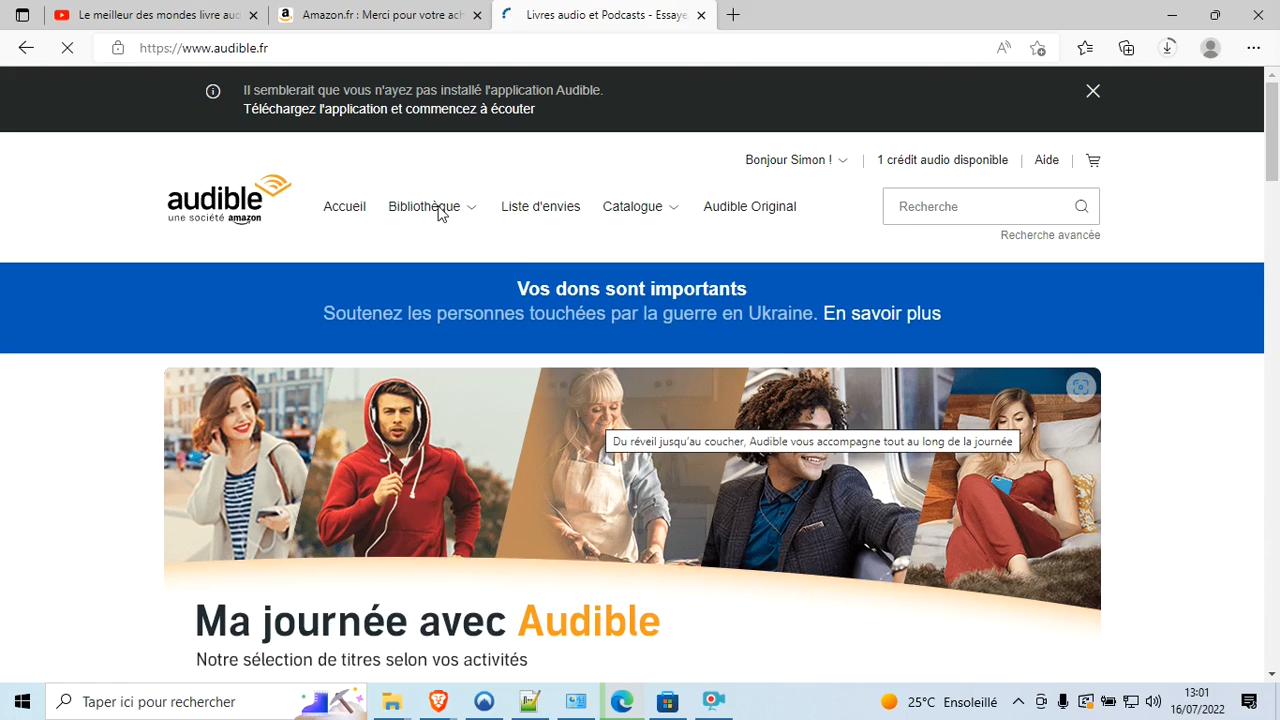 Le meilleur des mondes livre au
Amazon.fr : Merci pour votre ach
Livres audio et Podcasts - Essaye
https://www.audible.fr
Il semblerait que vous n'ayez pas installé l'application Audible.
Téléchargez l'application et commencez à écouter
Bonjour Simon !
1 crédit audio disponible
Aide
audible
une société amazon
Accueil
Bibliothèque
Liste d'envies
Catalogue
Audible Original
Recherche
Recherche avancée
Vos dons sont importants
Soutenez les personnes touchées par la guerre en Ukraine. En savoir plus
Du réveil jusqu'au coucher, Audible vous accompagne tout au long de la journée
Ma journée avec Audible
Notre sélection de titres selon vos activités
Taper ici pour rechercher
25°C Ensoleille
13:01
16/07/2022